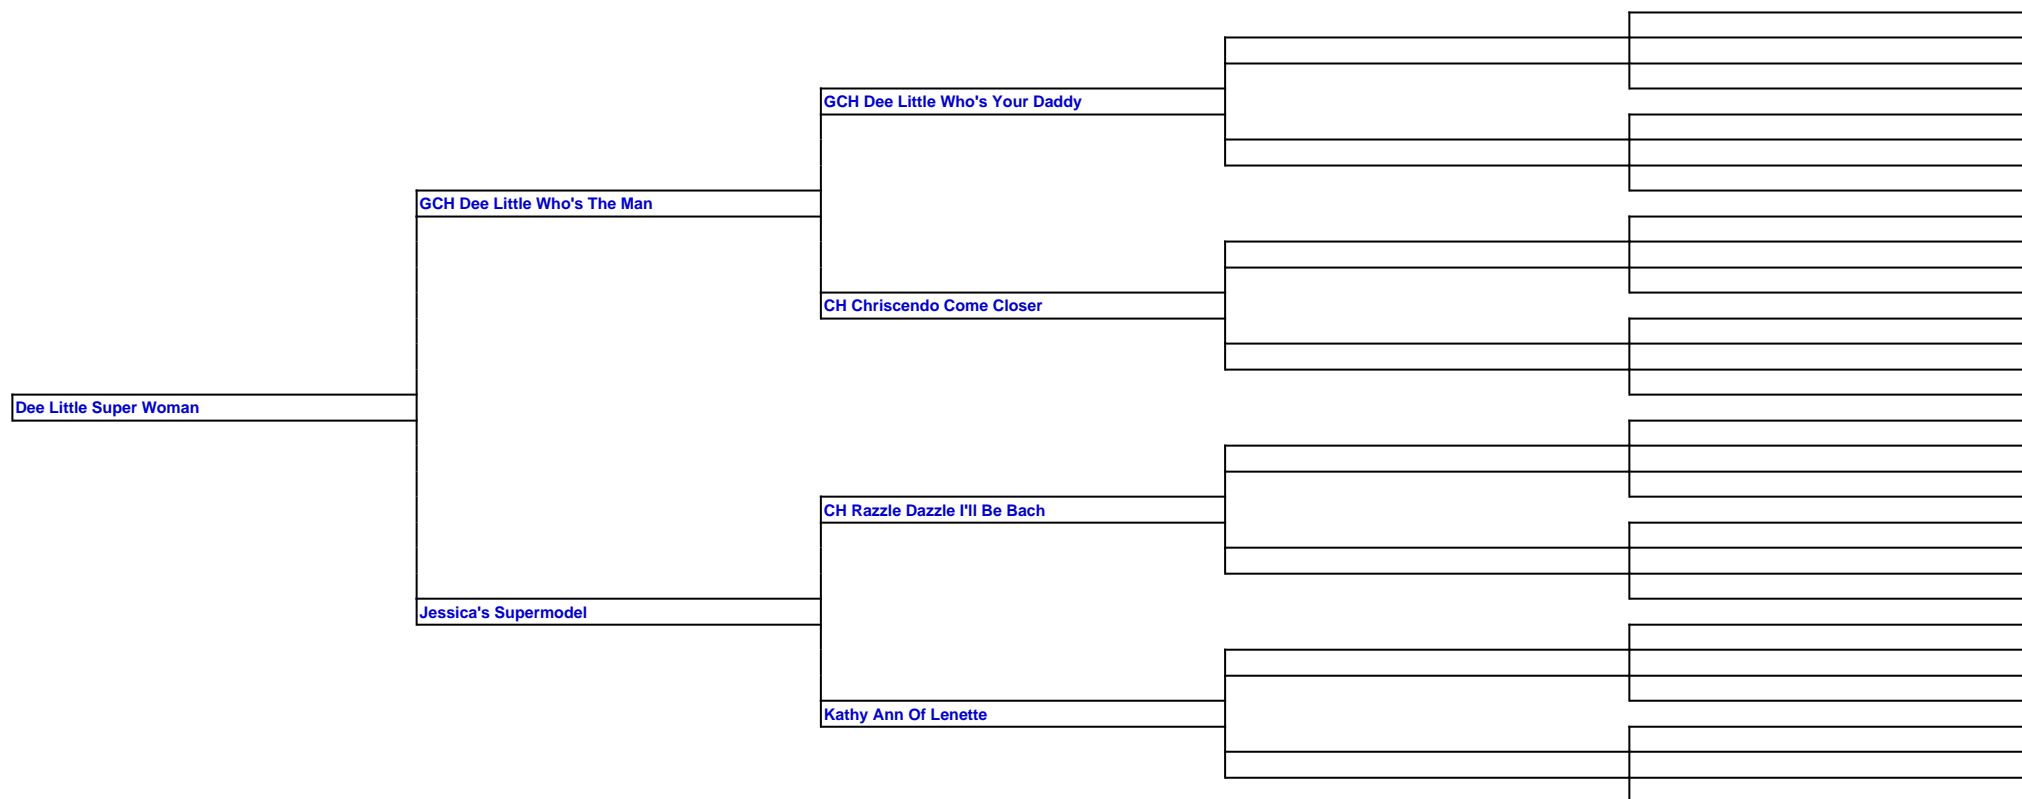 GCH Dee Little Who's Your Daddy
GCH Dee Little Who's The Man
CH Chriscendo Come Closer
Dee Little Super Woman
CH Razzle Dazzle I'll Be Bach
Jessica's Supermodel
Kathy Ann Of Lenette